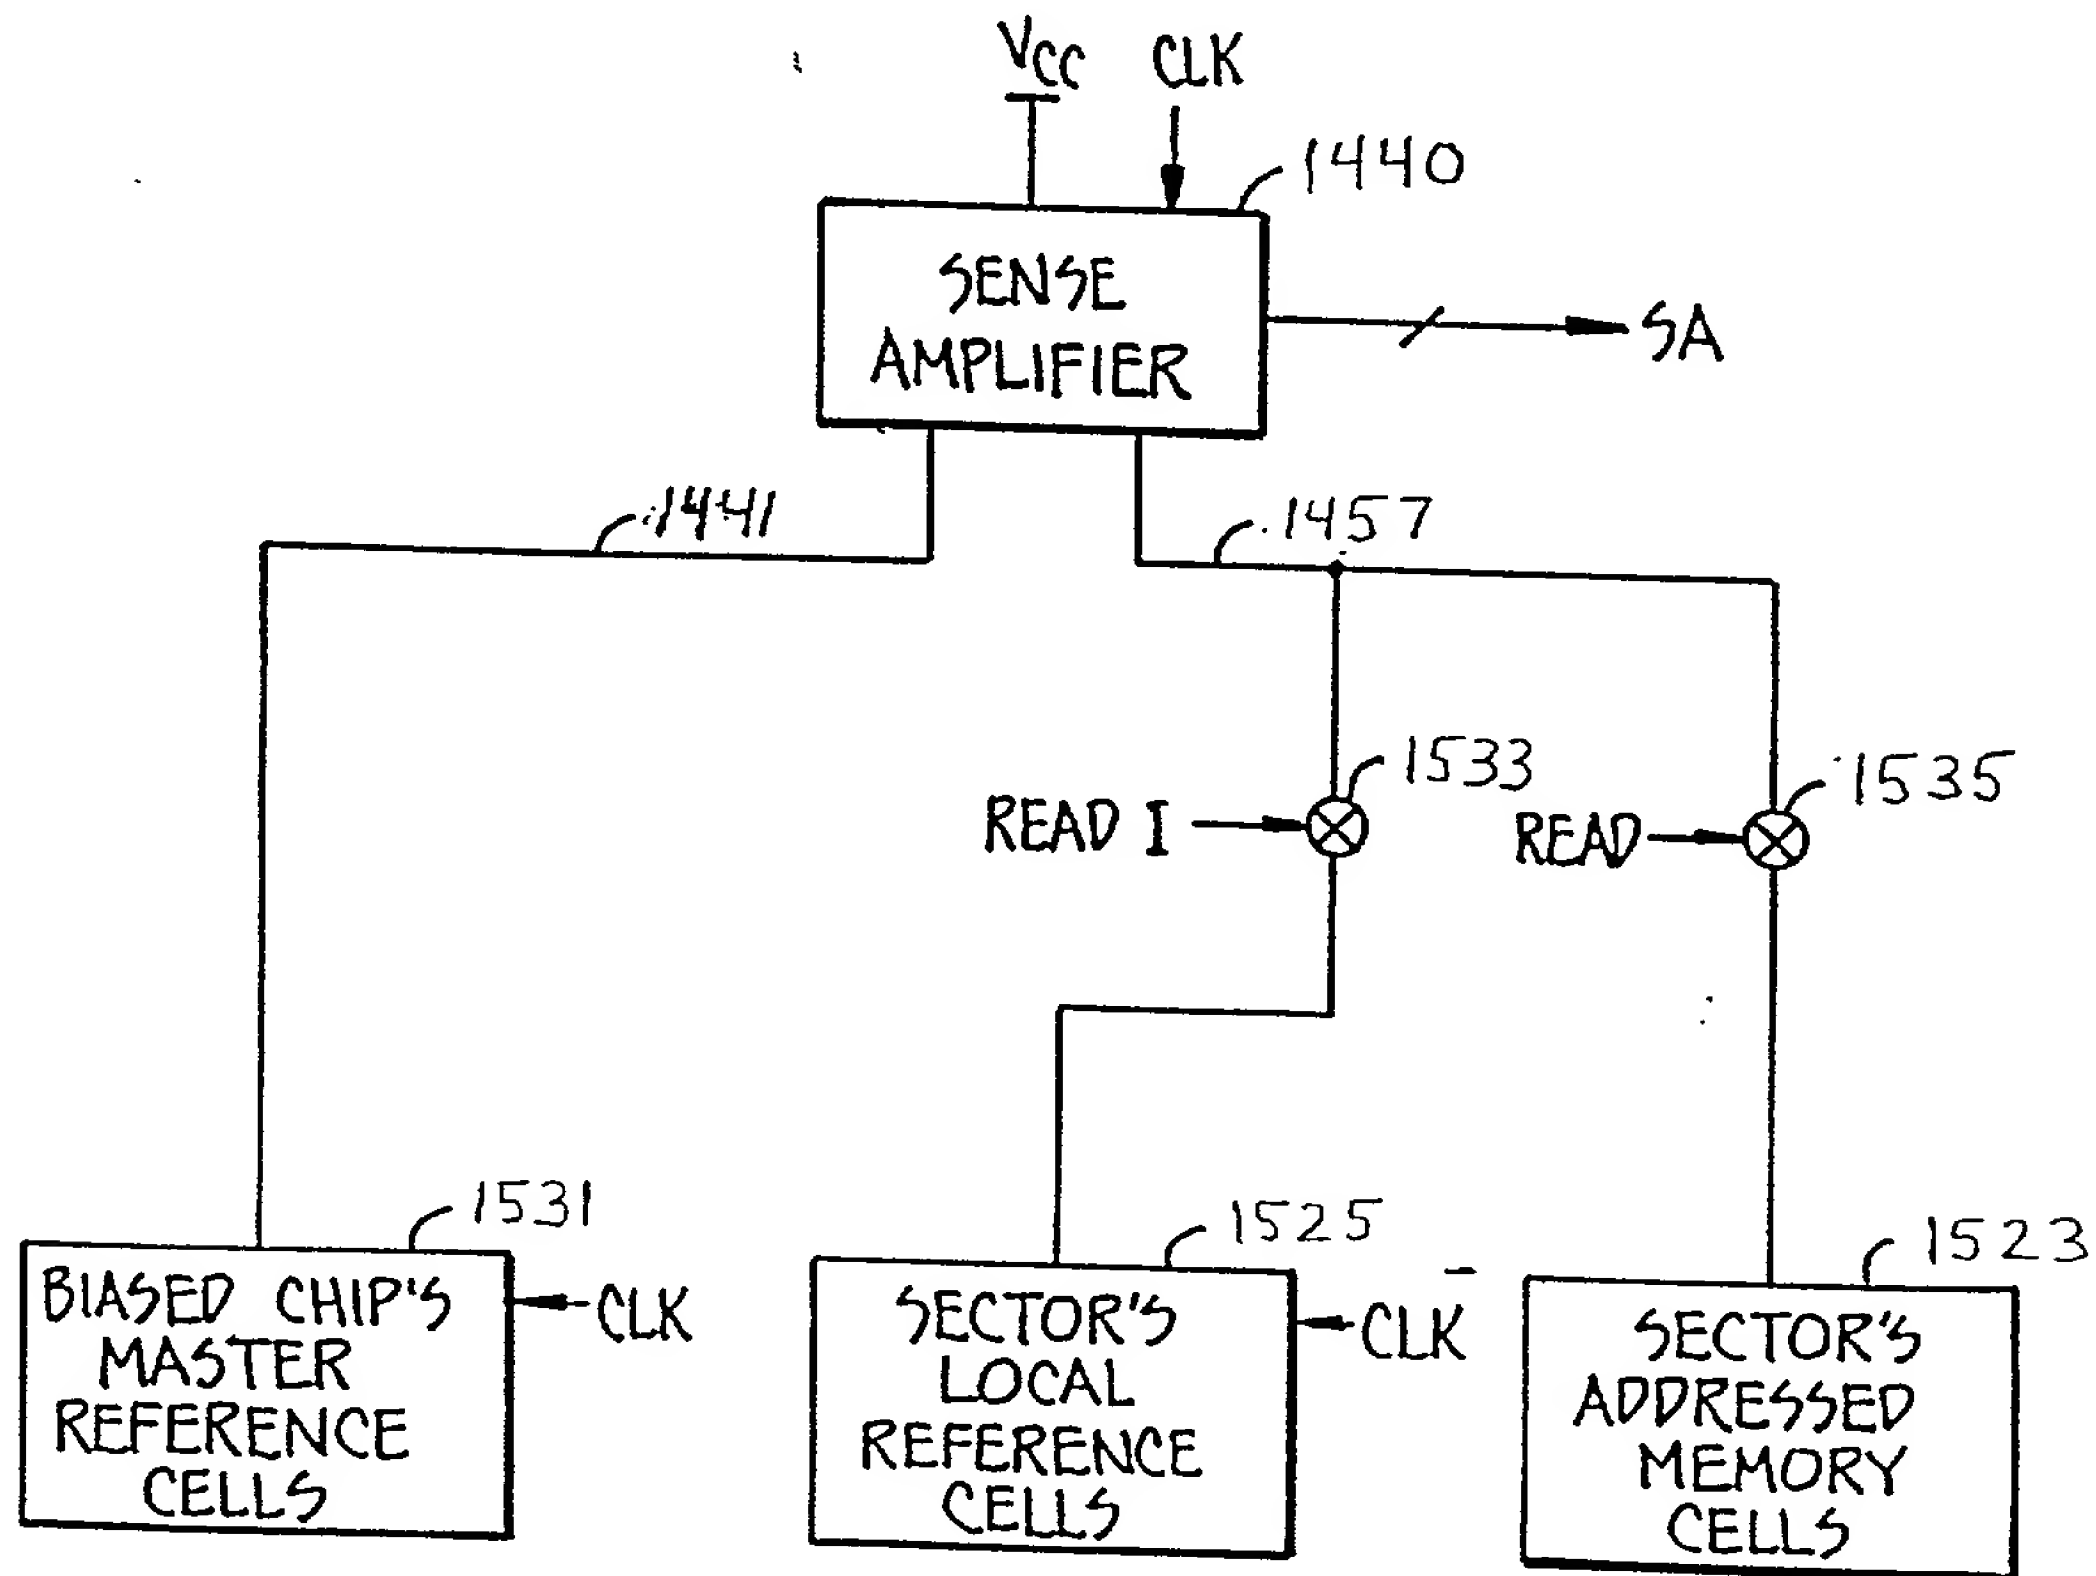 VCC
CLK
1440
SENSE
AMPLIFIER
SA
1441
1457
1533
READ I
1535
READ
1531
BIASED CHIP'S
MASTER
REFERENCE
CELLS
CLK
1525
SECTOR'S
LOCAL
REFERENCE
CELLS
CLK
1523
SECTOR'S
ADDRESSED
MEMORY
CELLS